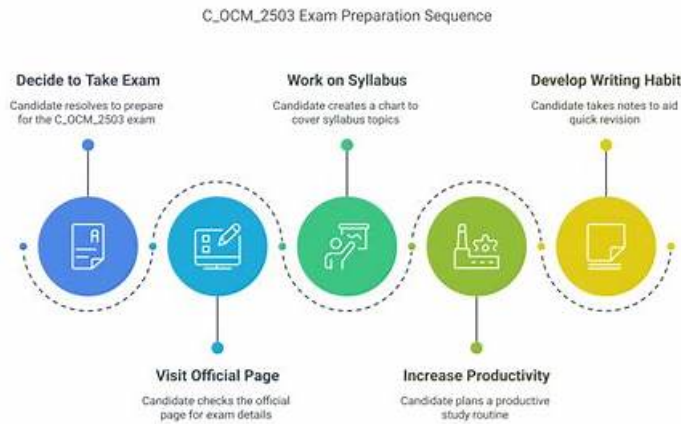 C_OCM_2503 Exam Preparation Sequence
Decide to Take Exam
Candidate resolves to prepare
for the C_OCM_2503 exam
Visit Official Page
Candidate checks the official
page for exam details
Work on Syllabus
Candidate creates a chart to
cover syllabus topics
Increase Productivity
Candidate plans a productive
study routine
Develop Writing Habit
Candidate takes notes to aid
quick revision
A